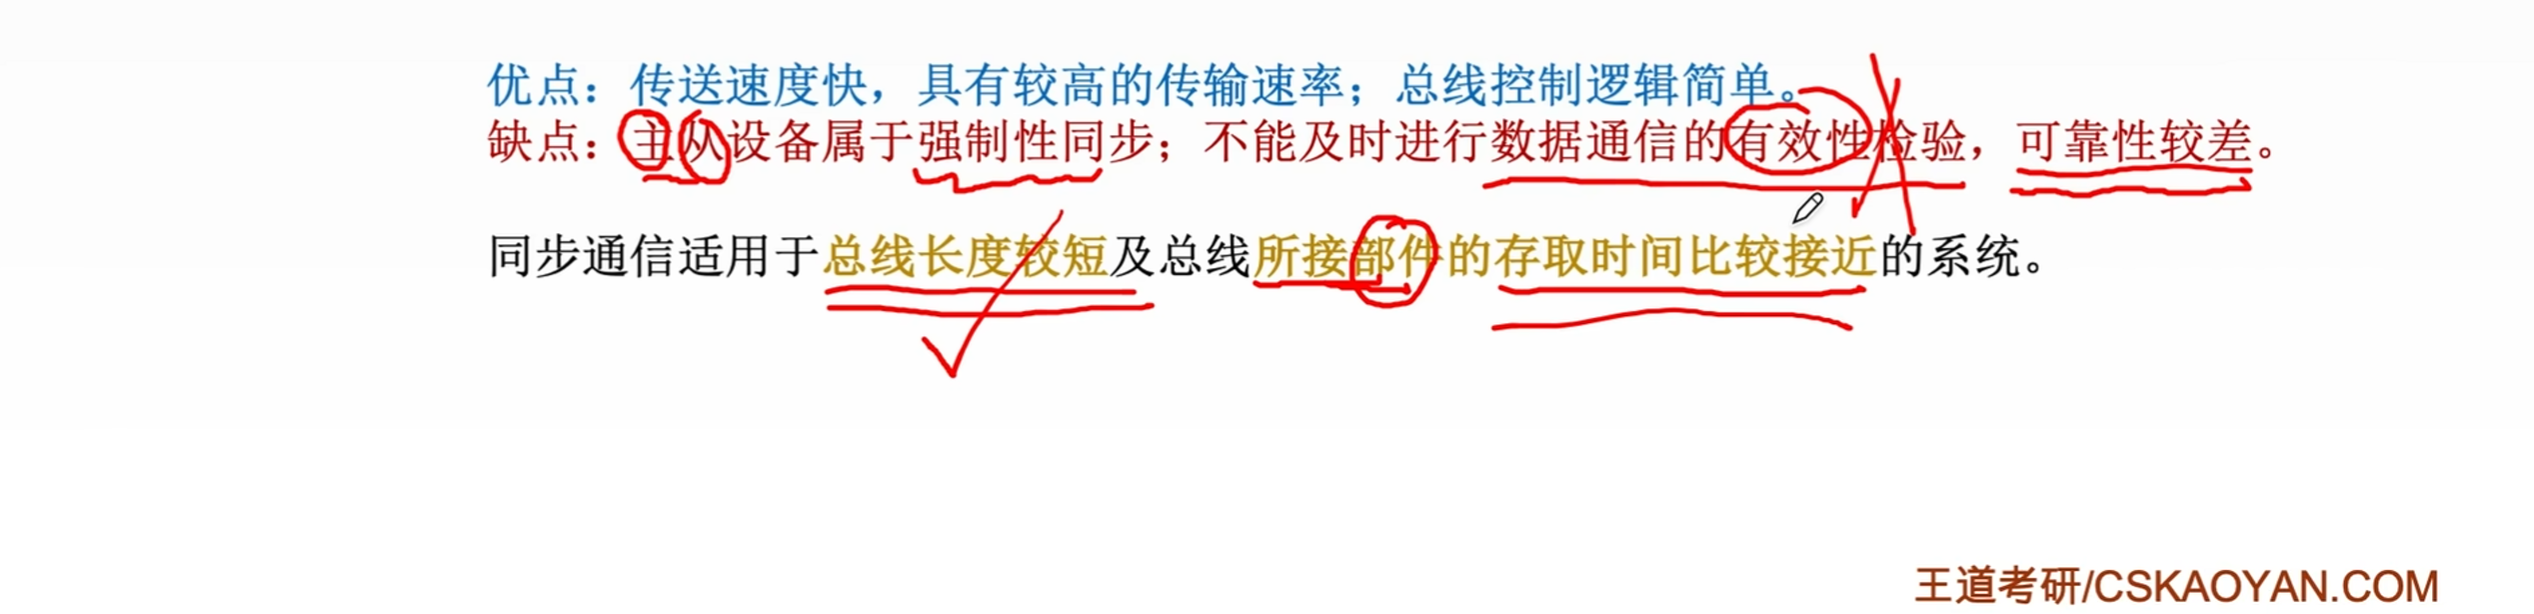 优点：传送速度快，具有较高的传输速率；总线控制逻辑简单。
缺点：主从设备属于强制性同步；不能及时进行数据通信的有效性检验，可靠性较差。
同步通信适用于总线长度较短及总线所接部件的存取时间比较接近的系统。
王道考研/CSKAOYAN.COM